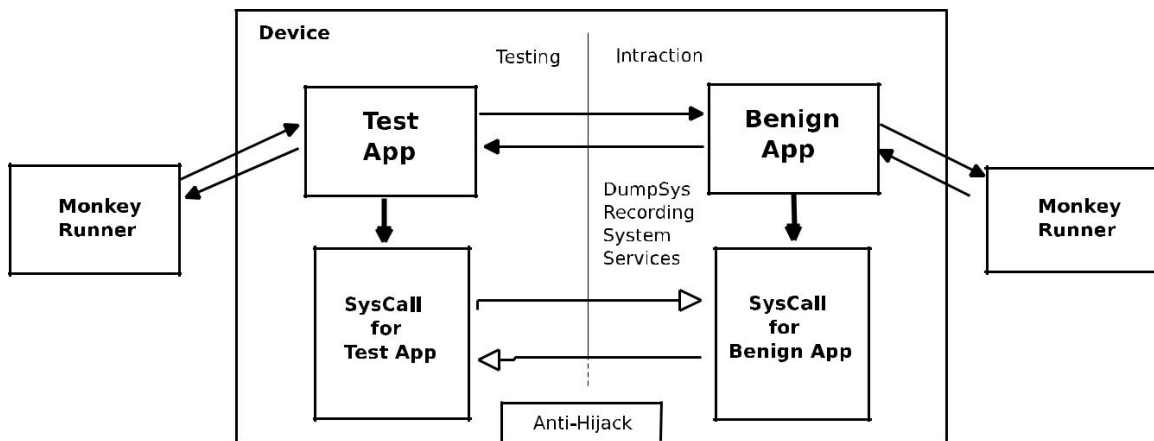 Device
Testing
Intraction
Test
App
Benign
App
Monkey
Runner
DumpSys
Recording
System
Services
Monkey
Runner
SysCall
for
Test App
SysCall
for
Benign App
Anti-Hijack